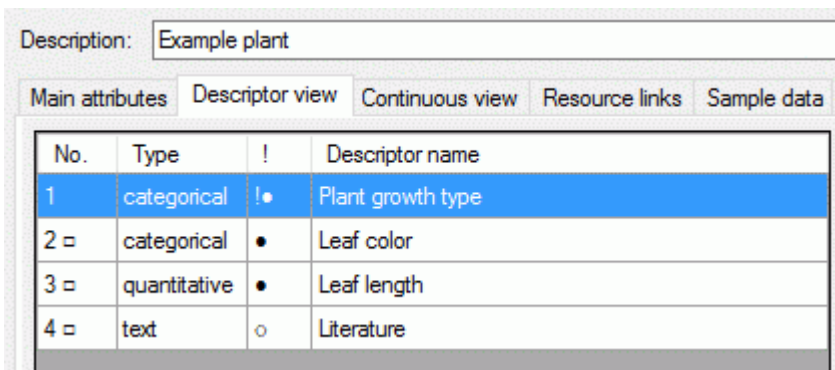 Description: Example plant
Main attributes Descriptor view Continuous view Resource links Sample data
No. Type ! Descriptor name
1 categorical !● Plant growth type
2 □ categorical ● Leaf color
3 □ quantitative ● Leaf length
4 □ text ○ Literature